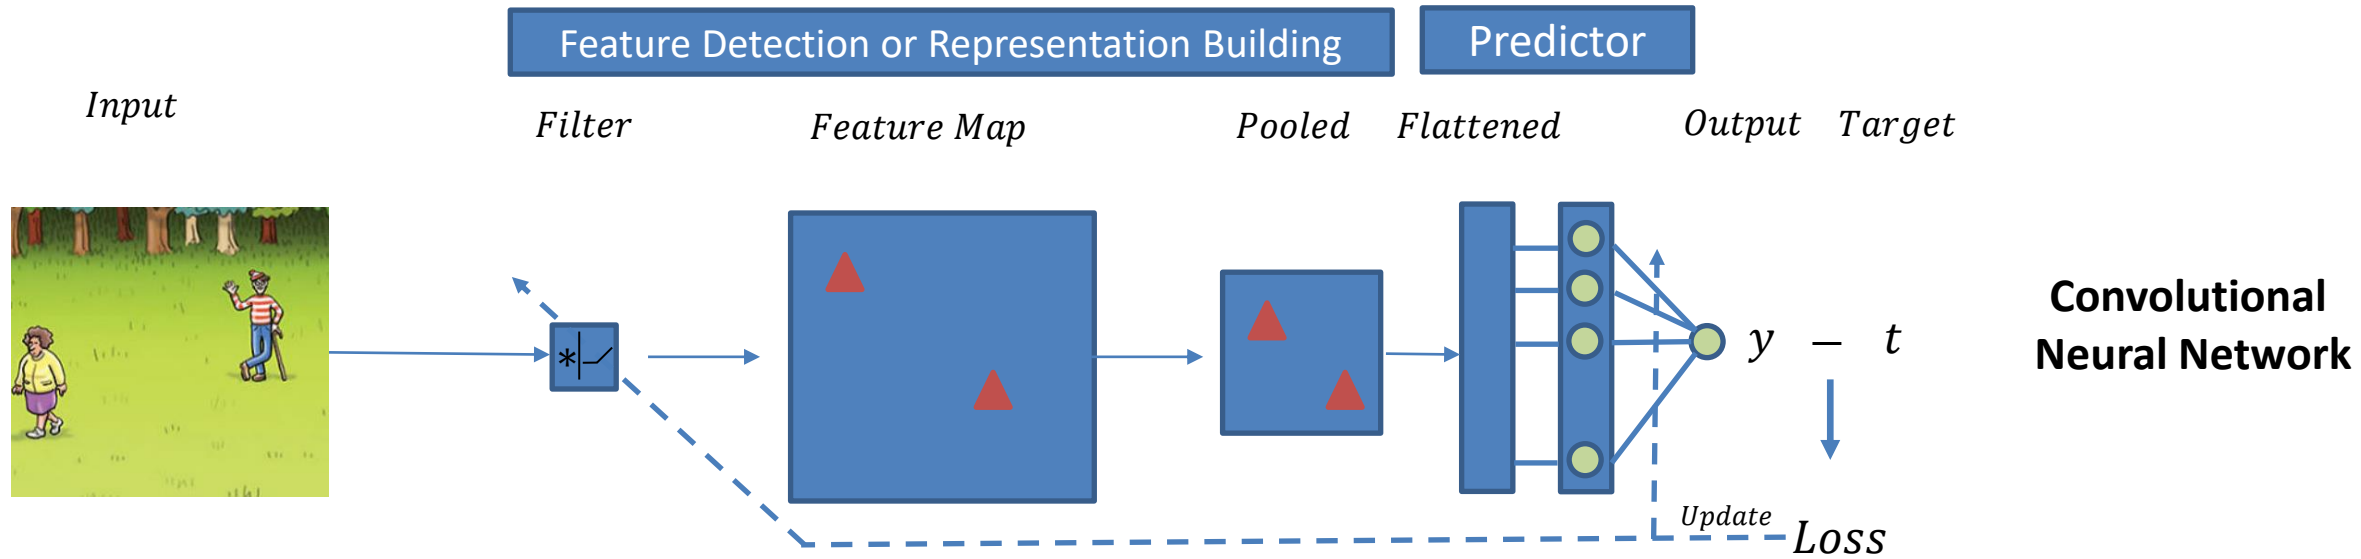 Feature Detection or Representation Building
Predictor
Input
Filter
Feature Map
Pooled
Flattened
Output
Target
*
y − t
Convolutional
Neural Network
Update
Loss